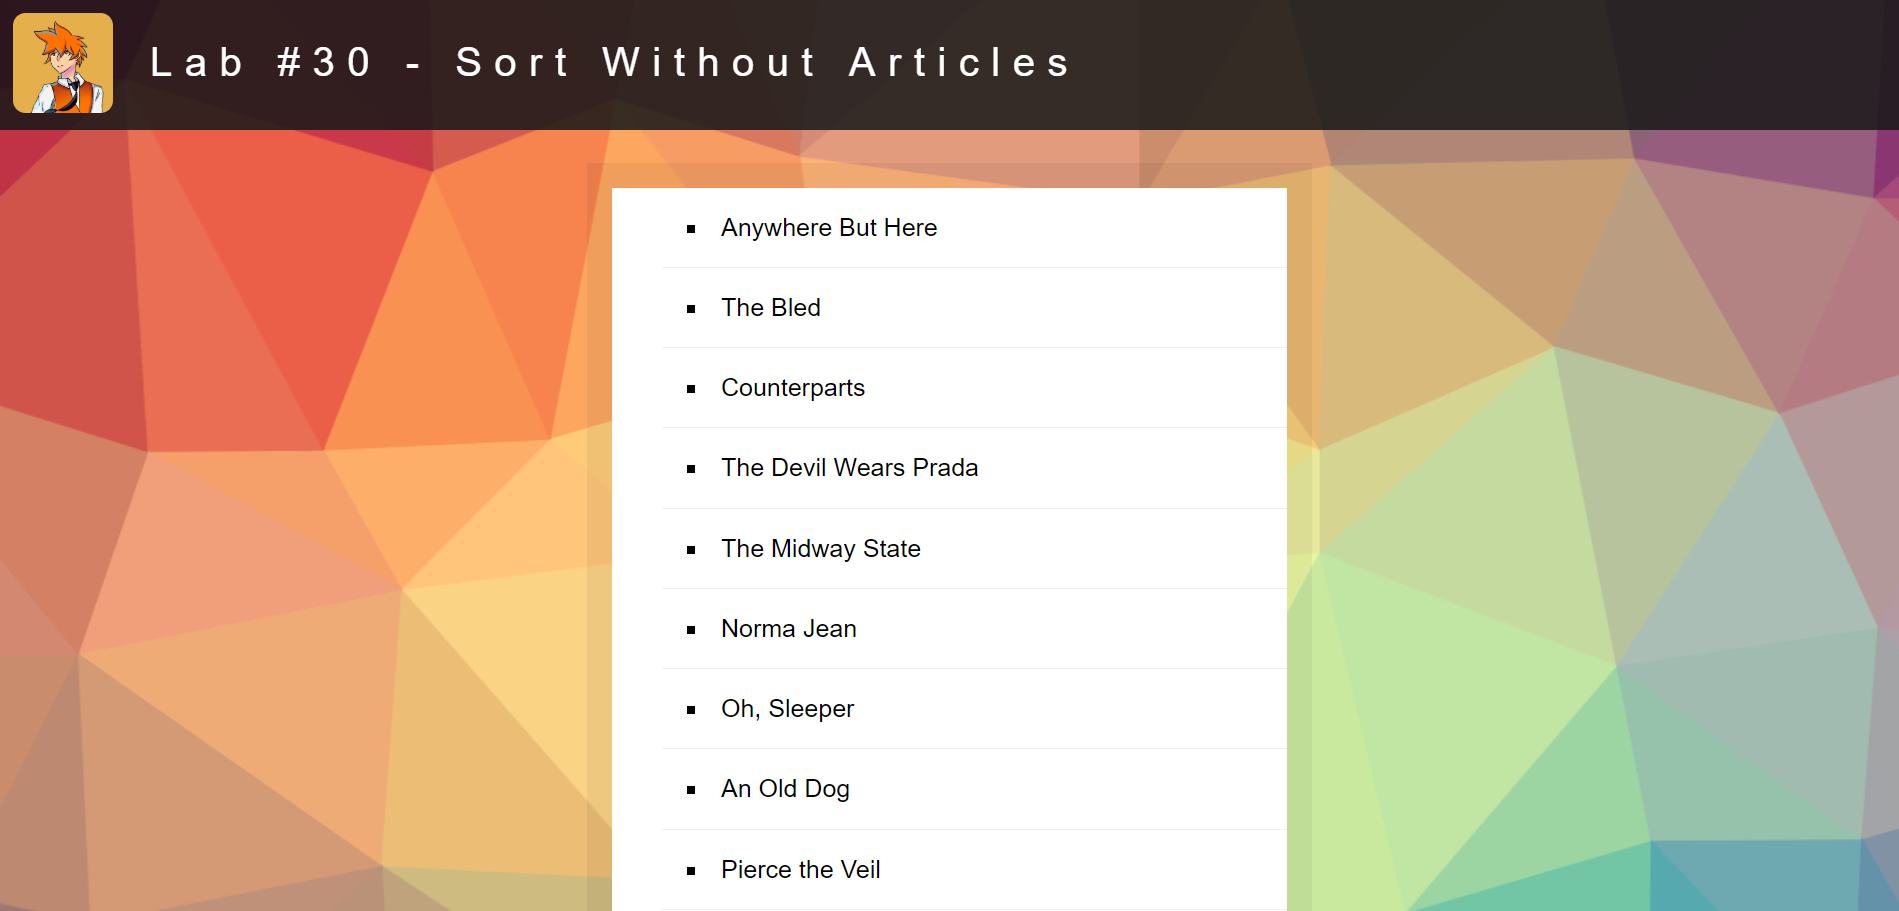 Lab #30 - Sort Without Articles
Anywhere But Here
The Bled
Counterparts
The Devil Wears Prada
The Midway State
Norma Jean
Oh, Sleeper
An Old Dog
Pierce the Veil